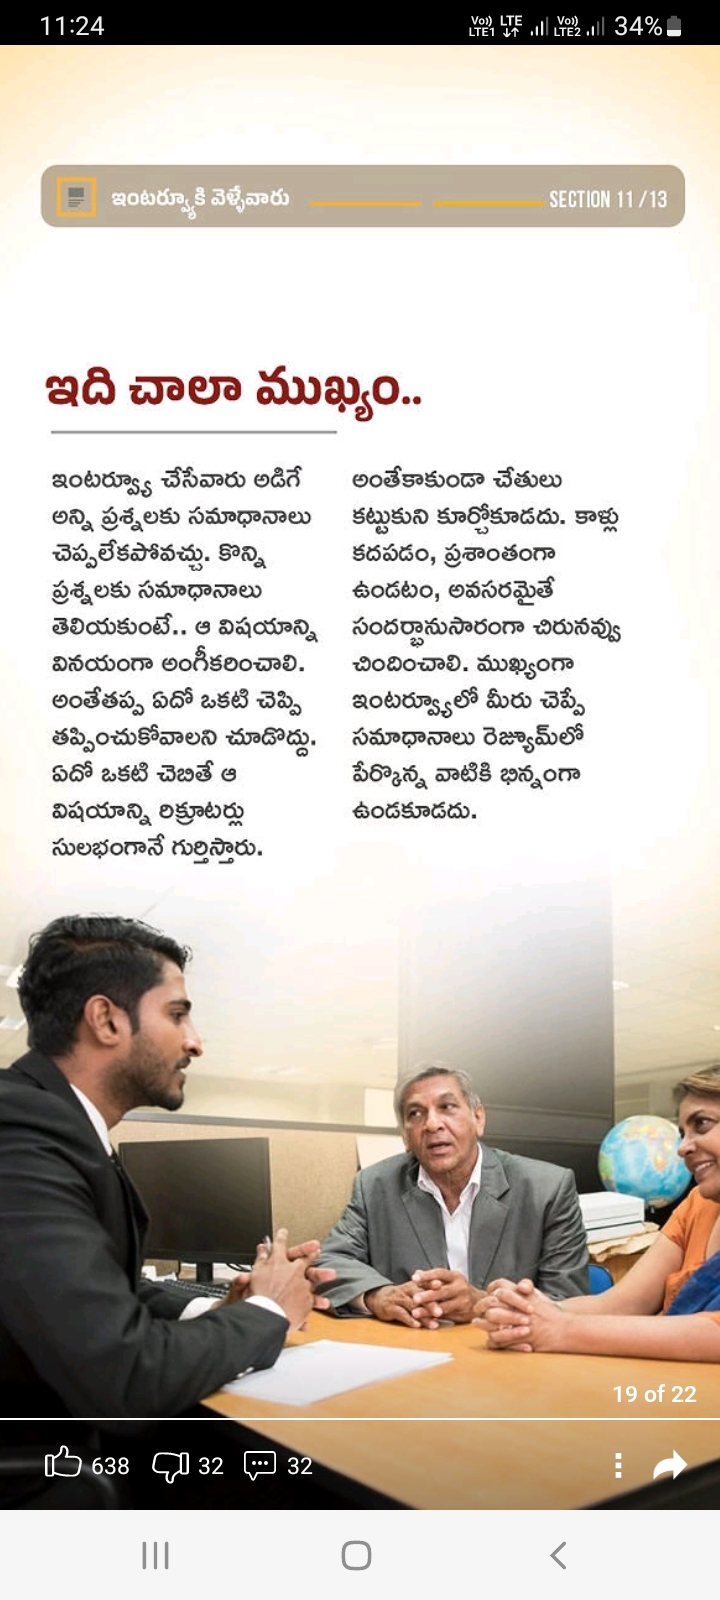 11:24
Vo)) LTE1 LTE Vo)) LTE2 34%
ఇంటర్వ్యూకి వెళ్ళేవారు SECTION 11 /13
ఇది చాలా ముఖ్యం..
ఇంటర్వ్యూ చేసేవారు అడిగే
అన్ని ప్రశ్నలకు సమాధానాలు
చెప్పలేకపోవచ్చు. కొన్ని
ప్రశ్నలకు సమాధానాలు
తెలియకుంటే.. ఆ విషయాన్ని
వినయంగా అంగీకరించాలి.
అంతేతప్ప ఏదో ఒకటి చెప్పి
తప్పించుకోవాలని చూడొద్దు.
ఏదో ఒకటి చెబితే ఆ
విషయాన్ని రిక్రూటర్లు
సులభంగానే గుర్తిస్తారు.
అంతేకాకుండా చేతులు
కట్టుకుని కూర్చోకూడదు. కాళ్లు
కదపడం, ప్రశాంతంగా
ఉండటం, అవసరమైతే
సందర్భానుసారంగా చిరునవ్వు
చిందించాలి. ముఖ్యంగా
ఇంటర్వ్యూలో మీరు చెప్పే
సమాధానాలు రెజ్యూమ్‌లో
పేర్కొన్న వాటికి భిన్నంగా
ఉండకూడదు.
19 of 22
638 32 32